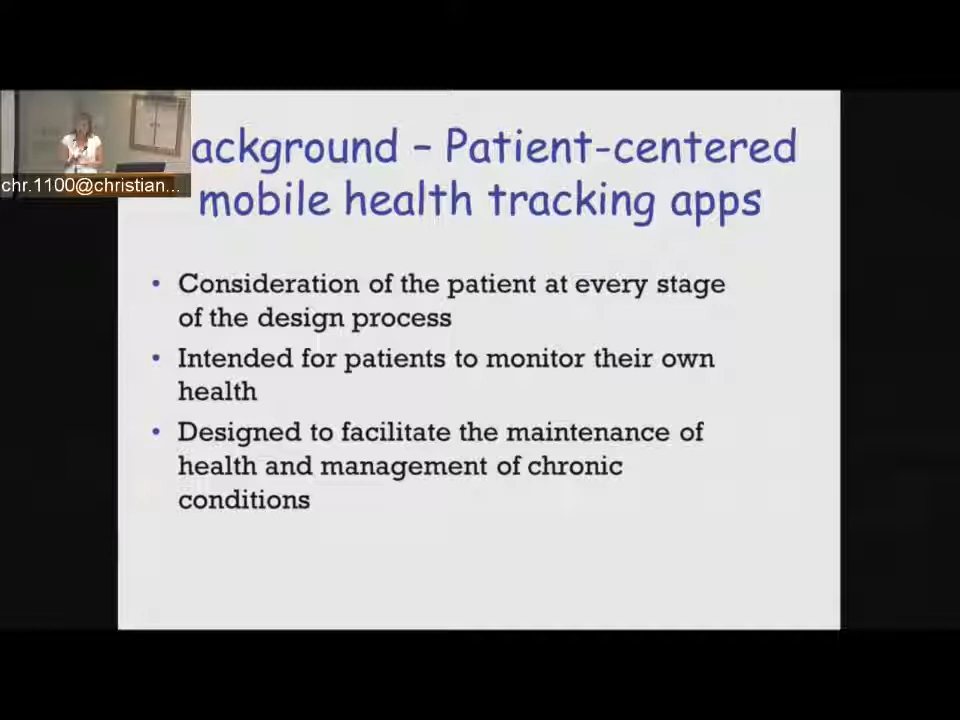 ackground – Patient-centered
mobile health tracking apps
chr.1100@christian...
• Consideration of the patient at every stage
of the design process
• Intended for patients to monitor their own
health
• Designed to facilitate the maintenance of
health and management of chronic
conditions